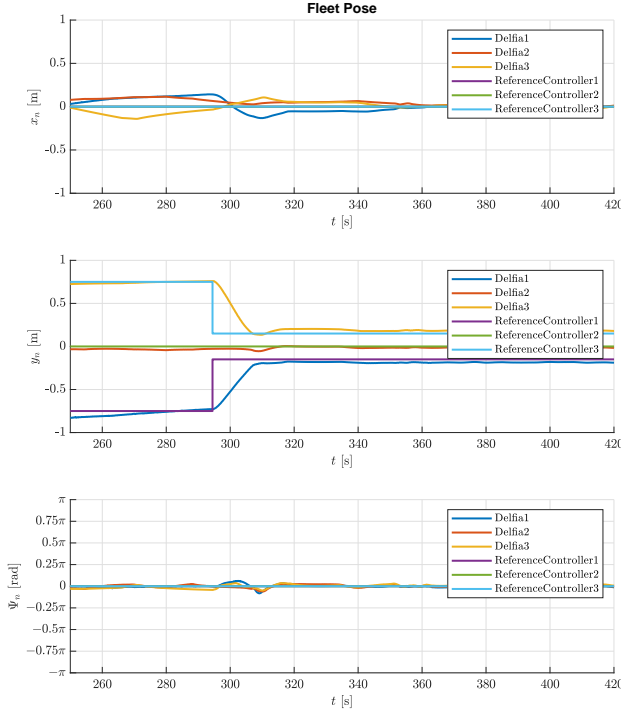 Fleet Pose
1
0.5
0
-0.5
-1
x_n [m]
Delfia1
Delfia2
Delfia3
ReferenceController1
ReferenceController2
ReferenceController3
260 280 300 320 340 360 380 400 420
t [s]
1
0.5
0
-0.5
-1
y_n [m]
Delfia1
Delfia2
Delfia3
ReferenceController1
ReferenceController2
ReferenceController3
260 280 300 320 340 360 380 400 420
t [s]
π
0.75π
0.5π
0.25π
0
−0.25π
−0.5π
−0.75π
−π
Ψ_n [rad]
Delfia1
Delfia2
Delfia3
ReferenceController1
ReferenceController2
ReferenceController3
260 280 300 320 340 360 380 400 420
t [s]